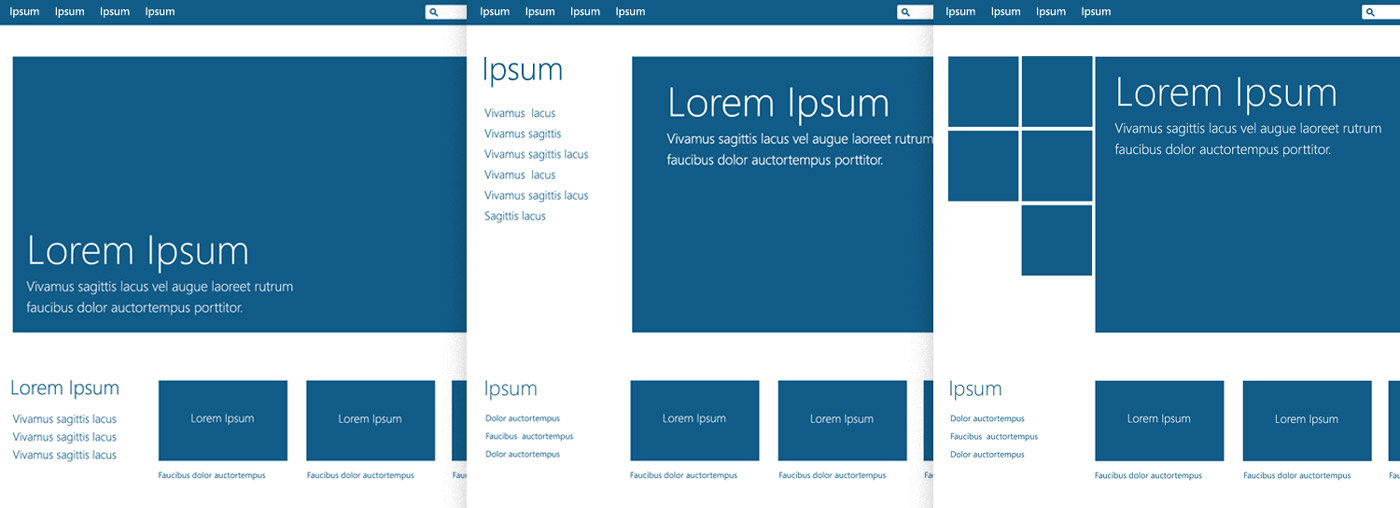 Ipsum Ipsum Ipsum Ipsum
Lorem Ipsum
Vivamus sagittis lacus vel augue laoreet rutrum
faucibus dolor auctortempus porttitor.
Lorem Ipsum
Vivamus sagittis lacus
Vivamus sagittis lacus
Vivamus sagittis lacus
Lorem Ipsum
Faucibus dolor auctortempus
Lorem Ipsum
Faucibus dolor auctortempus
Ipsum Ipsum Ipsum Ipsum
Ipsum
Vivamus lacus
Vivamus sagittis
Vivamus sagittis lacus
Vivamus lacus
Vivamus sagittis lacus
Sagittis lacus
Lorem Ipsum
Vivamus sagittis lacus vel augue laoreet rutrum
faucibus dolor auctortempus porttitor.
Ipsum
Dolor auctortempus
Faucibus auctortempus
Dolor auctortempus
Lorem Ipsum
Faucibus dolor auctortempus
Lorem Ipsum
Faucibus dolor auctortempus
Ipsum Ipsum Ipsum Ipsum
Lorem Ipsum
Vivamus sagittis lacus vel augue laoreet rutrum
faucibus dolor auctortempus porttitor.
Ipsum
Dolor auctortempus
Faucibus auctortempus
Dolor auctortempus
Lorem Ipsum
Faucibus dolor auctortempus
Lorem Ipsum
Faucibus dolor auctortempus